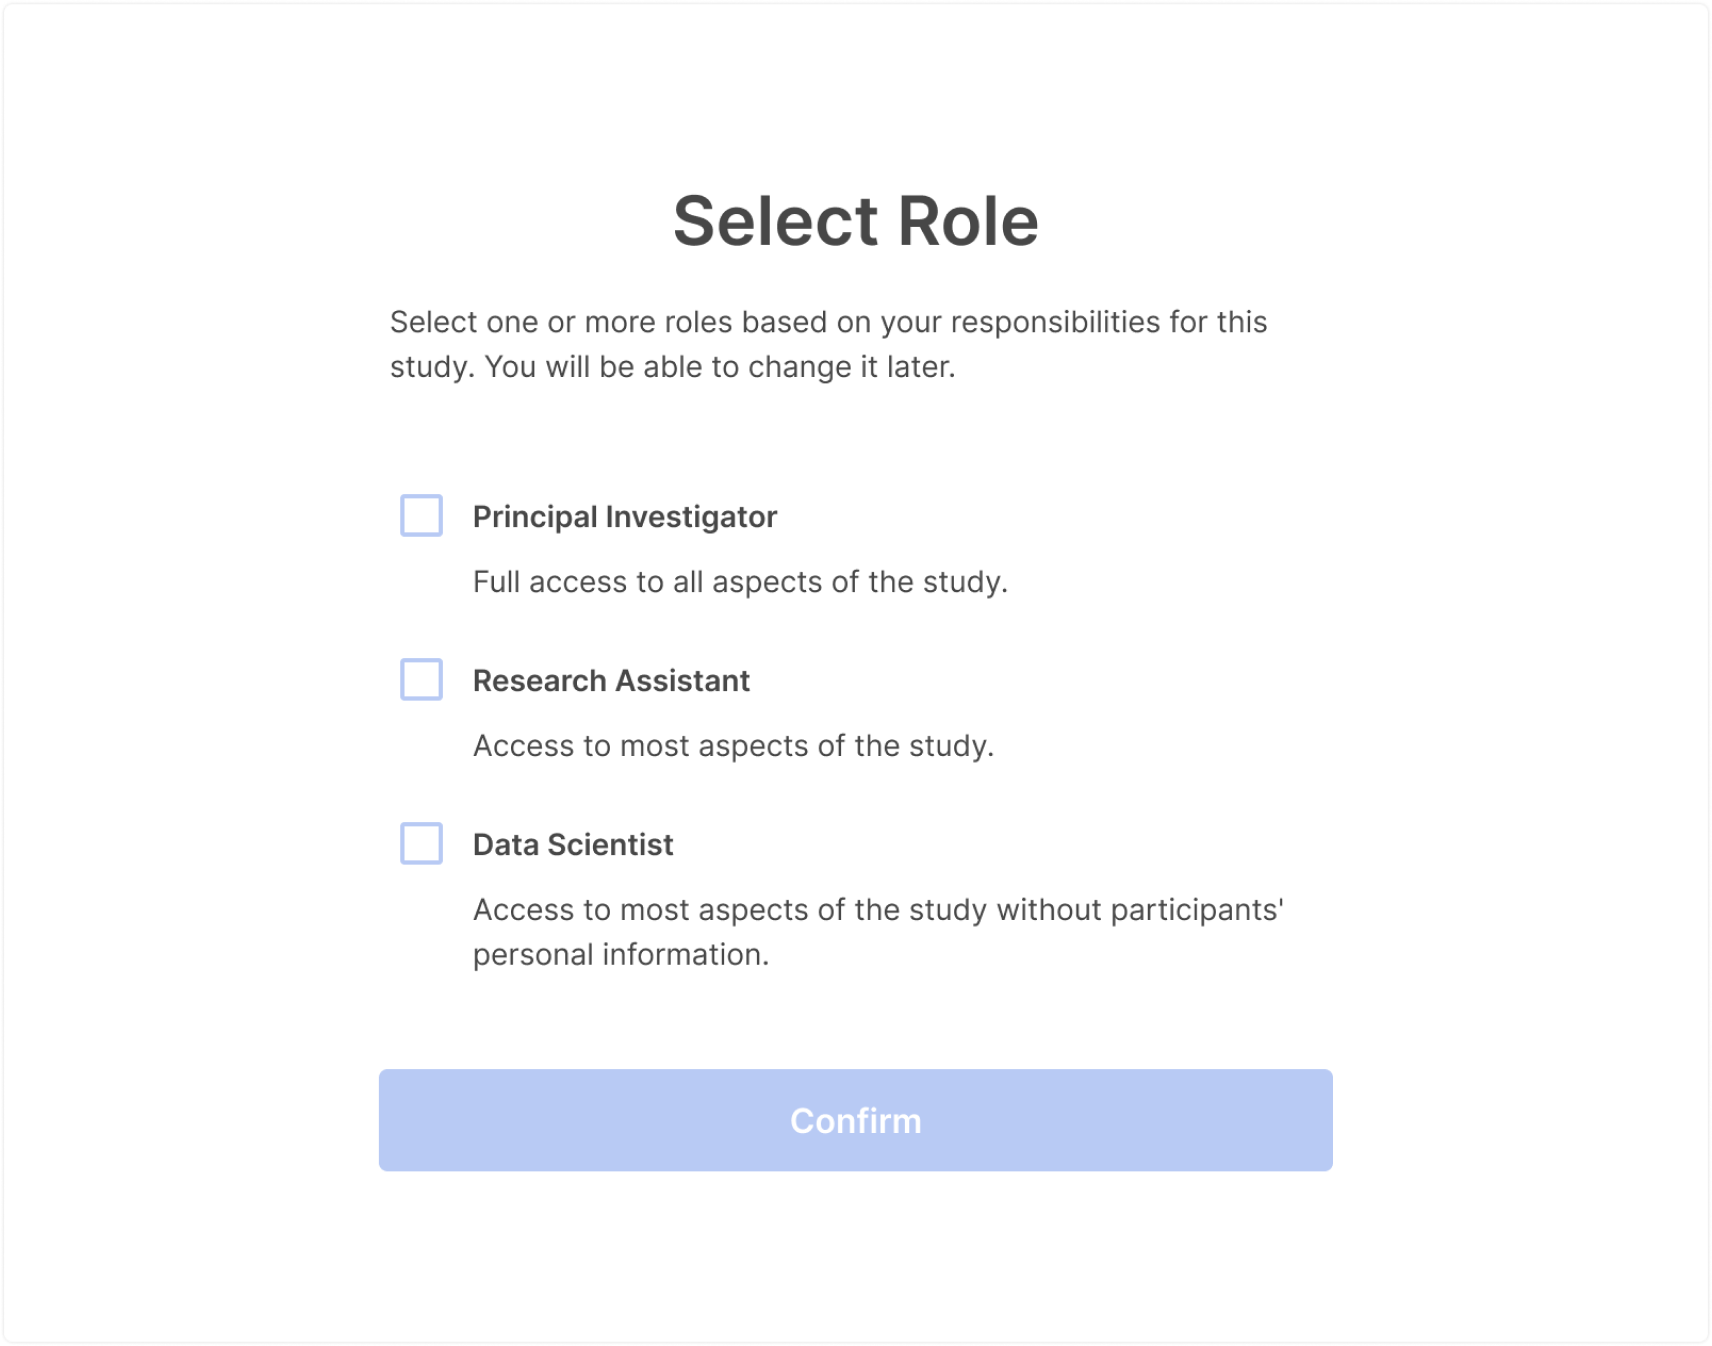 Select Role
Select one or more roles based on your responsibilities for this
study. You will be able to change it later.
Principal Investigator
Full access to all aspects of the study.
Research Assistant
Access to most aspects of the study.
Data Scientist
Access to most aspects of the study without participants'
personal information.
Confirm